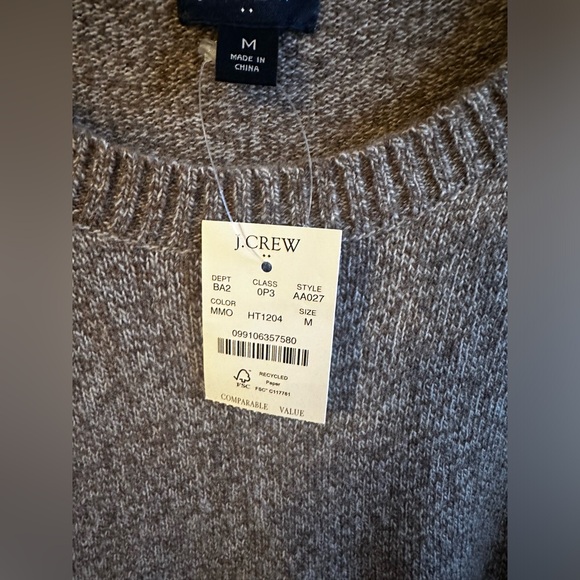 M
MADE IN
CHINA
J.CREW
DEPT CLASS STYLE
BA2 0P3 AA027
COLOR SIZE
MMO HT1204 M
099106357580
RECYCLED
Paper
FSC FSC® C117781
COMPARABLE VALUE